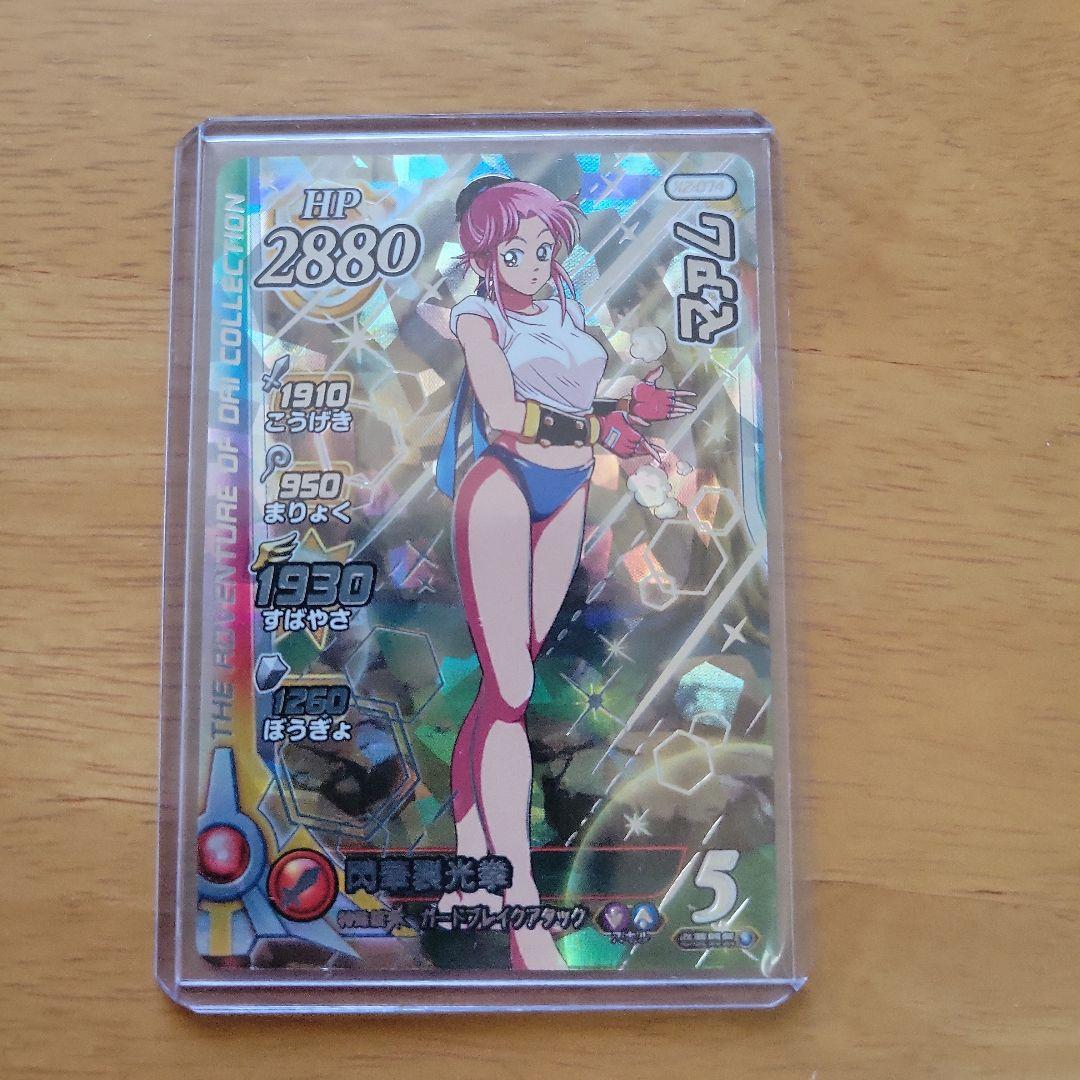 THE ADVENTURE OF DAI COLLECTION
HP
2880
XZ-014
マァム
1910
こうげき
950
まりょく
1930
すばやさ
1260
ぼうぎょ
閃華裂光拳
ガードブレイクアタック
5